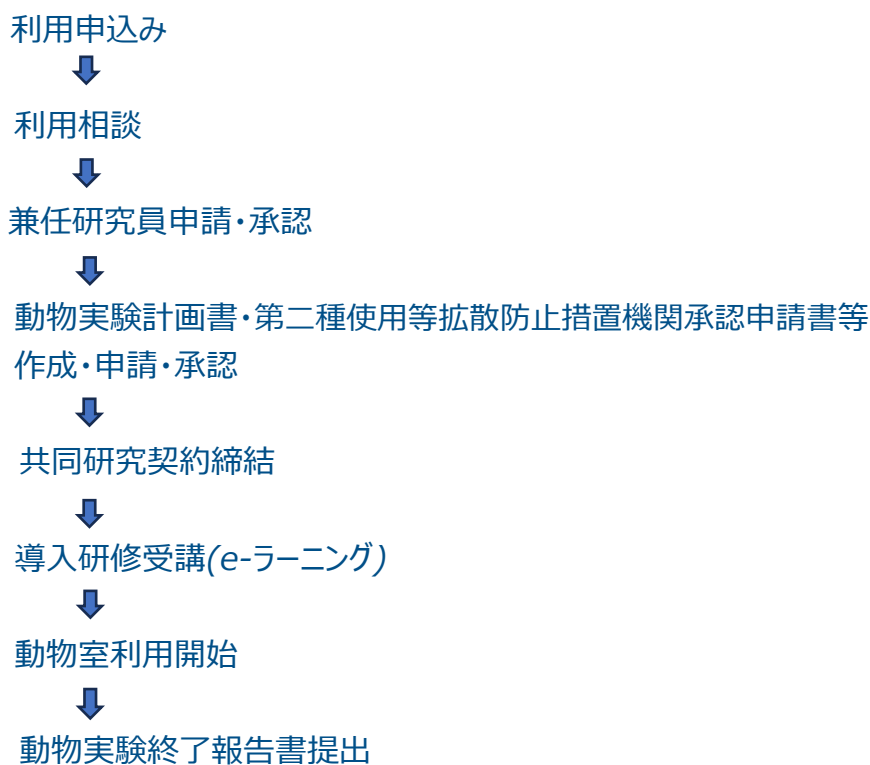 利用申込み
利用相談
兼任研究員申請・承認
動物実験計画書・第二種使用等拡散防止措置機関承認申請書等
作成・申請・承認
共同研究契約締結
導入研修受講(e-ラーニング)
動物室利用開始
動物実験終了報告書提出